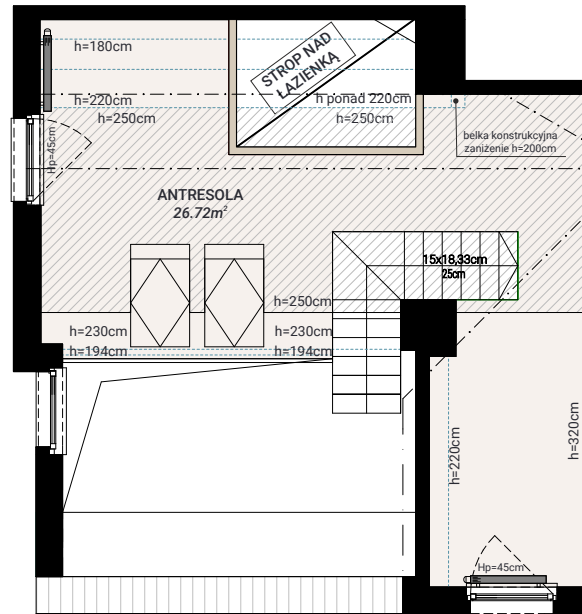 h=180cm
STROP NAD
ŁAZIENKĄ
h=220cm
h ponad 220cm
h=250cm
h=250cm
belka konstrukcyjna
zaniżenie h=200cm
Hp=45cm
ANTRESOLA
26.72m²
15x18,33cm
25cm
h=250cm
h=230cm
h=230cm
h=194cm
h=194cm
h=220cm
h=320cm
Hp=45cm